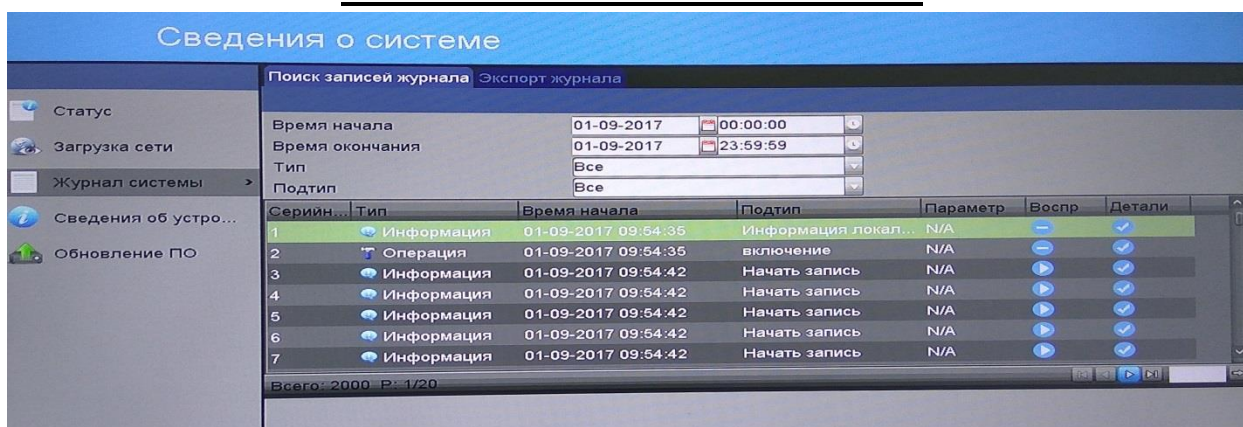 Сведения о системе
Поиск записей журнала Экспорт журнала
Статус
Загрузка сети
Журнал системы >
Сведения об устро...
Обновление ПО
Время начала 01-09-2017 00:00:00
Время окончания 01-09-2017 23:59:59
Тип Все
Подтип Все
Серийн... Тип Время начала Подтип Параметр Воспр Детали
1 Информация 01-09-2017 09:54:35 Информация локал... N/A
2 Операция 01-09-2017 09:54:35 включение N/A
3 Информация 01-09-2017 09:54:42 Начать запись N/A
4 Информация 01-09-2017 09:54:42 Начать запись N/A
5 Информация 01-09-2017 09:54:42 Начать запись N/A
6 Информация 01-09-2017 09:54:42 Начать запись N/A
7 Информация 01-09-2017 09:54:42 Начать запись N/A
Всего: 2000 P: 1/20